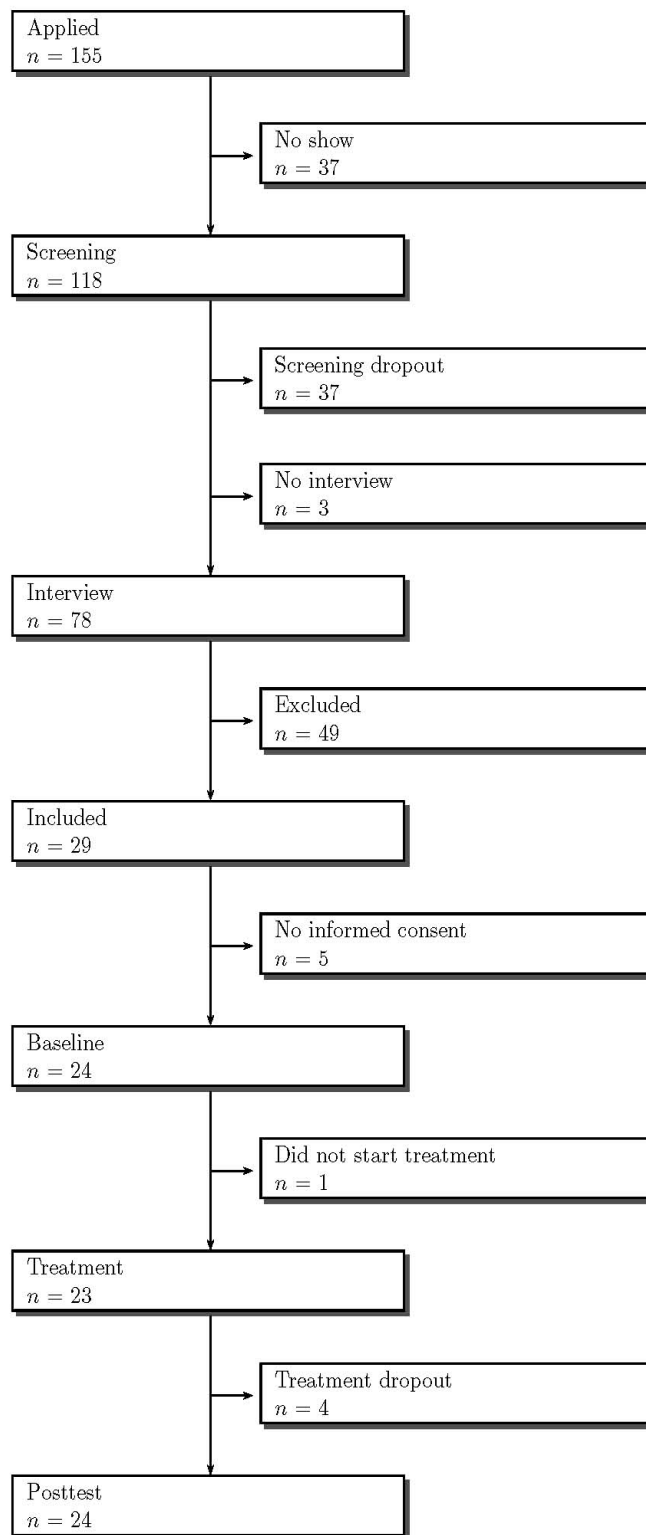 Applied
n = 155
No show
n = 37
Screening
n = 118
Screening dropout
n = 37
No interview
n = 3
Interview
n = 78
Excluded
n = 49
Included
n = 29
No informed consent
n = 5
Baseline
n = 24
Did not start treatment
n = 1
Treatment
n = 23
Treatment dropout
n = 4
Posttest
n = 24